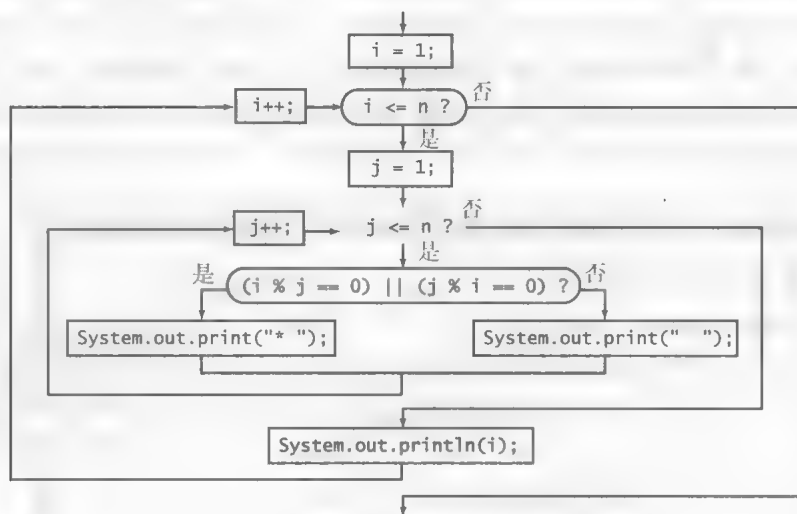 i = 1;
否
i++;
i <= n ?
是
j = 1;
否
j++;
j <= n ?
是
是
(i % j == 0) || (j % i == 0) ?
否
System.out.print("* ");
System.out.print("  ");
System.out.println(i);